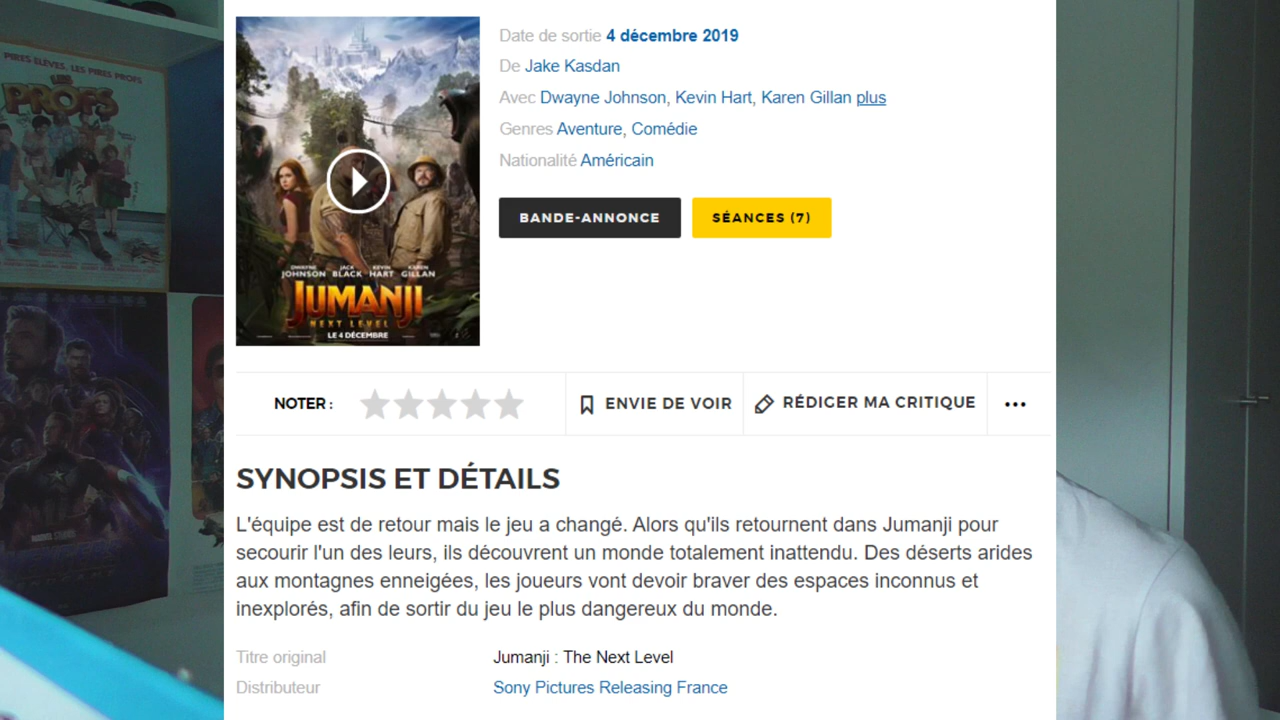 PIRES ÉLÈVES, LES PIRES PROFS
LES
PROFS
Date de sortie 4 décembre 2019
De Jake Kasdan
Avec Dwayne Johnson, Kevin Hart, Karen Gillan plus
Genres Aventure, Comédie
Nationalité Américain
BANDE-ANNONCE
SÉANCES (7)
DWAYNE JOHNSON JACK BLACK KEVIN HART KAREN GILLAN
JUMANJI
NEXT LEVEL
LE 4 DÉCEMBRE
NOTER :
ENVIE DE VOIR
RÉDIGER MA CRITIQUE
SYNOPSIS ET DÉTAILS
L'équipe est de retour mais le jeu a changé. Alors qu'ils retournent dans Jumanji pour
secourir l'un des leurs, ils découvrent un monde totalement inattendu. Des déserts arides
aux montagnes enneigées, les joueurs vont devoir braver des espaces inconnus et
inexplorés, afin de sortir du jeu le plus dangereux du monde.
Titre original Jumanji : The Next Level
Distributeur Sony Pictures Releasing France
MARVEL STUDIOS